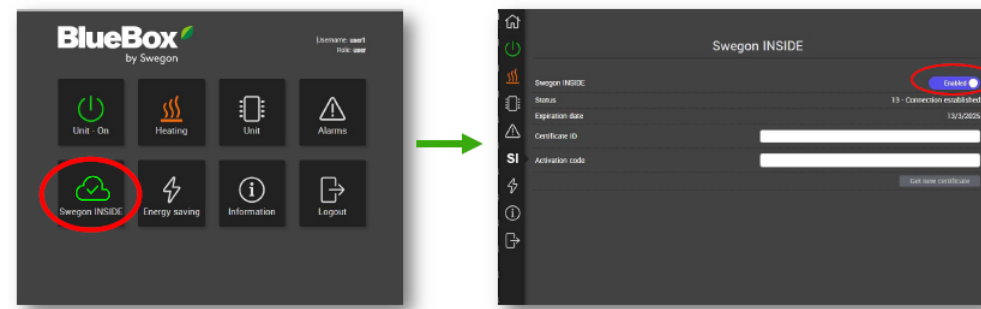 BlueBox
by Swegon
Username: user1
Role: user
Unit - On
Heating
Unit
Alarms
Swegon INSIDE
Energy saving
Information
Logout
Swegon INSIDE
Swegon INSIDE
Enabled
Status
13 - Connection established
Expiration date
13/3/2025
Certificate ID
SI
Activation code
Get new certificate